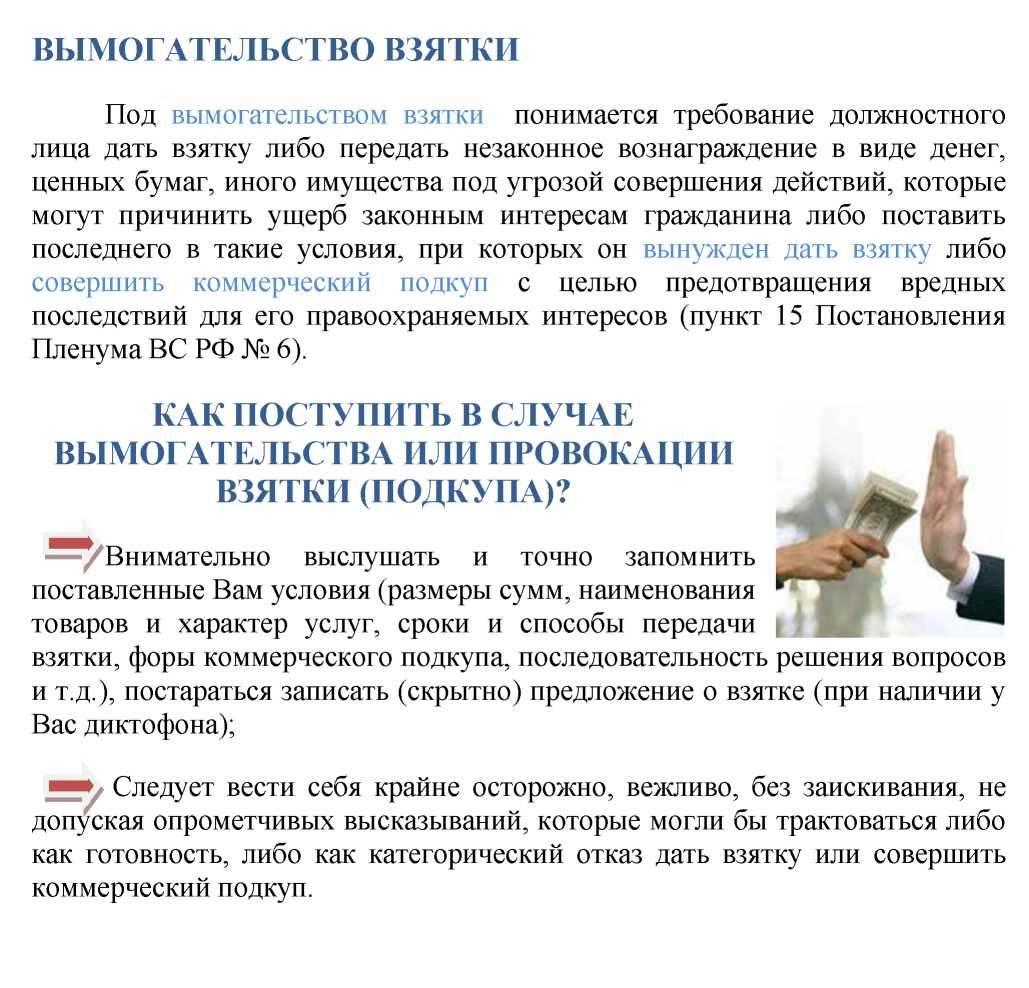 ВЫМОГАТЕЛЬСТВО ВЗЯТКИ
Под вымогательством взятки понимается требование должностного
лица дать взятку либо передать незаконное вознаграждение в виде денег,
ценных бумаг, иного имущества под угрозой совершения действий, которые
могут причинить ущерб законным интересам гражданина либо поставить
последнего в такие условия, при которых он вынужден дать взятку либо
совершить коммерческий подкуп с целью предотвращения вредных
последствий для его правоохраняемых интересов (пункт 15 Постановления
Пленума ВС РФ № 6).
КАК ПОСТУПИТЬ В СЛУЧАЕ
ВЫМОГАТЕЛЬСТВА ИЛИ ПРОВОКАЦИИ
ВЗЯТКИ (ПОДКУПА)?
Внимательно выслушать и точно запомнить
поставленные Вам условия (размеры сумм, наименования
товаров и характер услуг, сроки и способы передачи
взятки, форы коммерческого подкупа, последовательность решения вопросов
и т.д.), постараться записать (скрытно) предложение о взятке (при наличии у
Вас диктофона);
Следует вести себя крайне осторожно, вежливо, без заискивания, не
допуская опрометчивых высказываний, которые могли бы трактоваться либо
как готовность, либо как категорический отказ дать взятку или совершить
коммерческий подкуп.